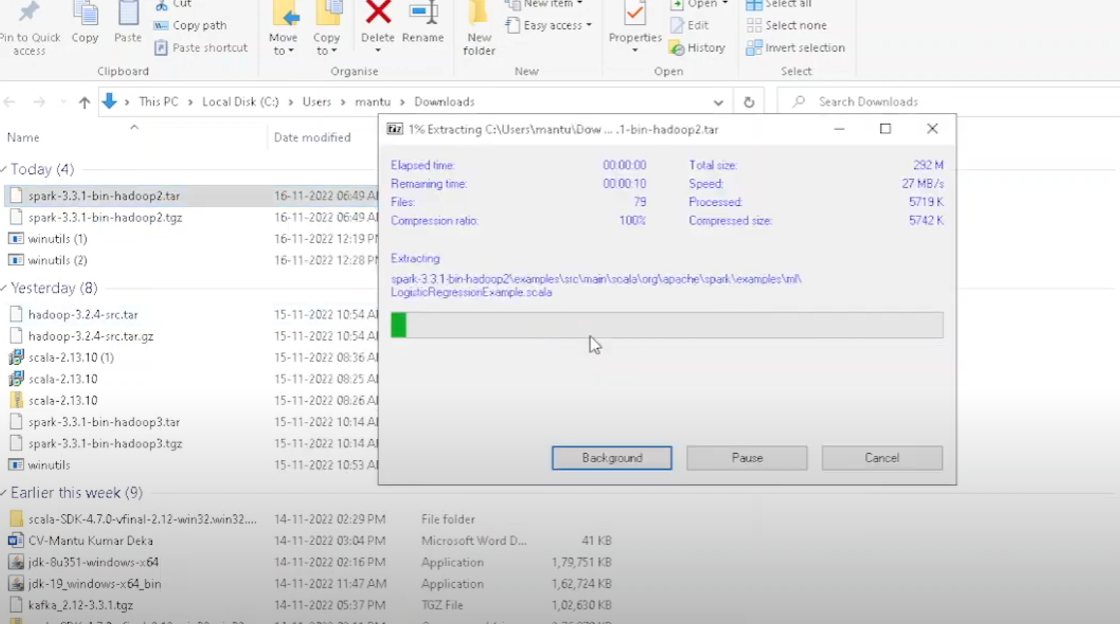 Pin to Quick access
Copy
Paste
Cut
Copy path
Paste shortcut
Clipboard
Move to
Copy to
Delete
Rename
Organise
New folder
New item
Easy access
New
Properties
Open
Edit
History
Open
Select all
Select none
Invert selection
Select
This PC > Local Disk (C:) > Users > mantu > Downloads
Search Downloads
Name
Date modified
Today (4)
spark-3.3.1-bin-hadoop2.tar 16-11-2022 06:49 A
spark-3.3.1-bin-hadoop2.tgz 16-11-2022 06:49 A
winutils (1) 16-11-2022 12:19 P
winutils (2) 16-11-2022 12:28 P
Yesterday (8)
hadoop-3.2.4-src.tar 15-11-2022 10:54 A
hadoop-3.2.4-src.tar.gz 15-11-2022 10:54 A
scala-2.13.10 (1) 15-11-2022 08:36 A
scala-2.13.10 15-11-2022 08:25 A
scala-2.13.10 15-11-2022 08:26 A
spark-3.3.1-bin-hadoop3.tar 15-11-2022 10:14 A
spark-3.3.1-bin-hadoop3.tgz 15-11-2022 10:14 A
winutils 15-11-2022 10:53 A
Earlier this week (9)
scala-SDK-4.7.0-vfinal-2.12-win32.win32.... 14-11-2022 02:29 PM File folder
CV-Mantu Kumar Deka 14-11-2022 03:04 PM Microsoft Word D... 41 KB
jdk-8u351-windows-x64 14-11-2022 02:16 PM Application 1,79,751 KB
jdk-19_windows-x64_bin 14-11-2022 11:47 AM Application 1,62,724 KB
kafka_2.12-3.3.1.tgz 14-11-2022 05:37 PM TGZ File 1,02,630 KB
1% Extracting C:\Users\mantu\Dow ... .1-bin-hadoop2.tar
Elapsed time: 00:00:00 Total size: 292 M
Remaining time: 00:00:10 Speed: 27 MB/s
Files: 79 Processed: 5719 K
Compression ratio: 100% Compressed size: 5742 K
Extracting
spark-3.3.1-bin-hadoop2\examples\src\main\scala\org\apache\spark\examples\ml\
LogisticRegressionExample.scala
Background
Pause
Cancel